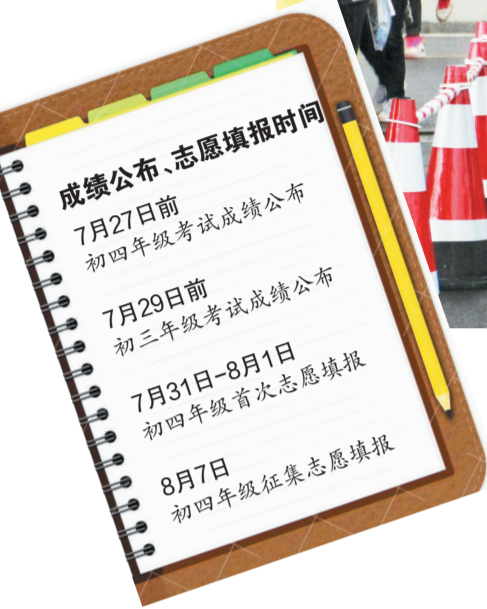 成绩公布、志愿填报时间
7月27日前
初四年级考试成绩公布
7月29日前
初三年级考试成绩公布
7月31日-8月1日
初四年级首次志愿填报
8月7日
初四年级征集志愿填报